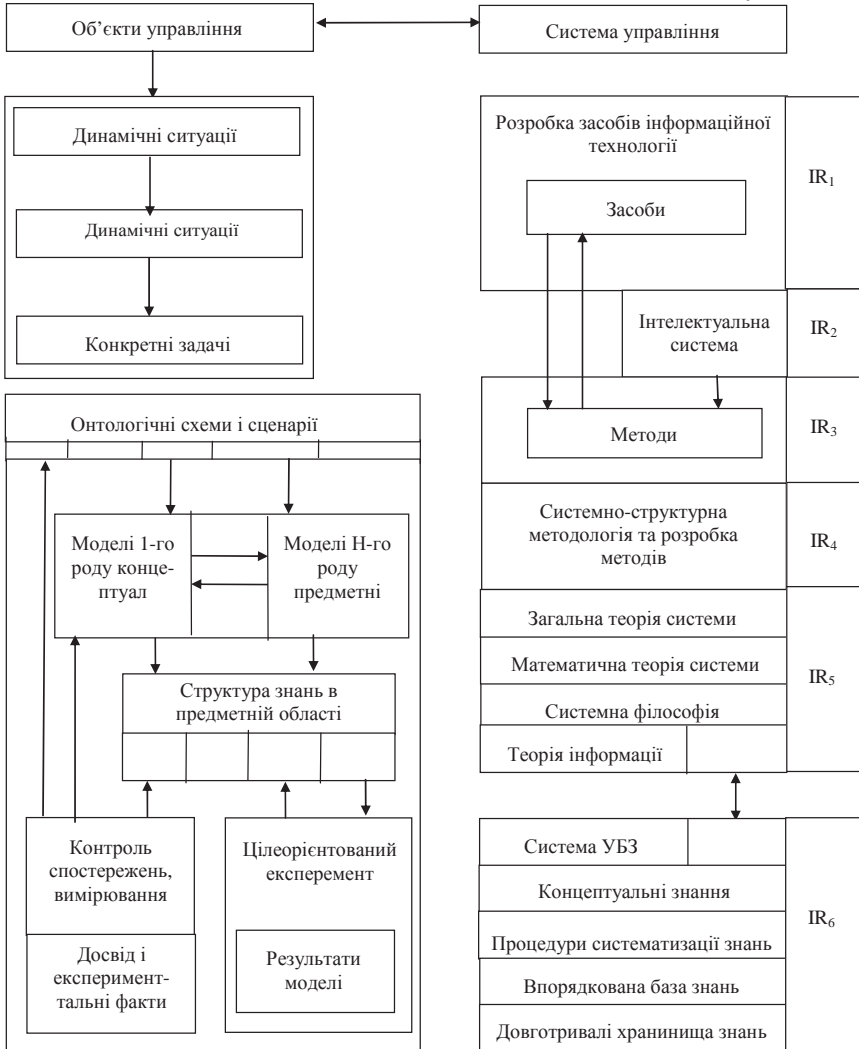 Об’єкти управління
Система управління
Динамічні ситуації
Динамічні ситуації
Конкретні задачі
Розробка засобів інформаційної
технології
Засоби
IR₁
Інтелектуальна
система
IR₂
Методи
IR₃
Системно-структурна
методологія та розробка
методів
IR₄
Загальна теорія системи
Математична теорія системи
Системна філософія
Теорія інформації
IR₅
Система УБЗ
Концептуальні знання
Процедури систематизації знань
Впорядкована база знань
Довготривалі хранинища знань
IR₆
Онтологічні схеми і сценарії
Моделі 1-го
роду концеп-
туал
Моделі Н-го
роду
предметні
Структура знань в
предметній області
Контроль
спостережень,
вимірювання
Досвід і
експеримент-
тальні факти
Цілеорієнтований
експеремент
Результати
моделі